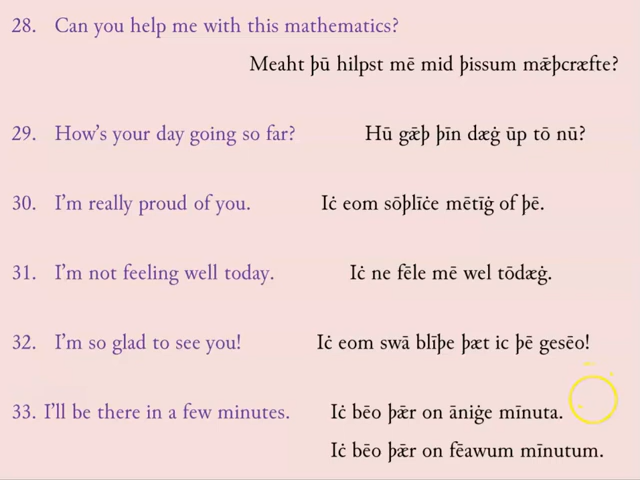 28. Can you help me with this mathematics?
Meaht þū hilpst mē mid þissum mǣþcræfte?
29. How's your day going so far? Hū gǣþ þīn dæġ ūp tō nū?
30. I'm really proud of you. Iċ eom sōþlīċe mētīġ of þē.
31. I'm not feeling well today. Iċ ne fēle mē wel tōdæġ.
32. I'm so glad to see you! Iċ eom swā blīþe þæt ic þē gesēo!
33. I'll be there in a few minutes. Iċ bēo þǣr on āniġe mīnuta.
Iċ bēo þǣr on fēawum mīnutum.